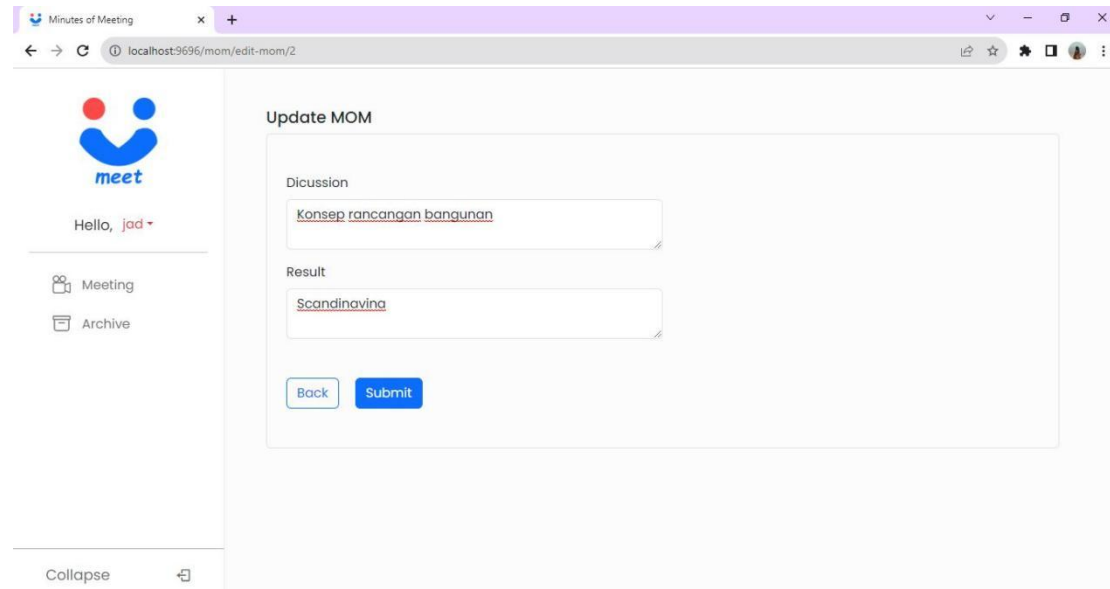 Minutes of Meeting
localhost:9696/mom/edit-mom/2
meet
Hello, jad
Meeting
Archive
Collapse
Update MOM
Dicussion
Konsep rancangan bangunan
Result
Scandinavina
Back Submit